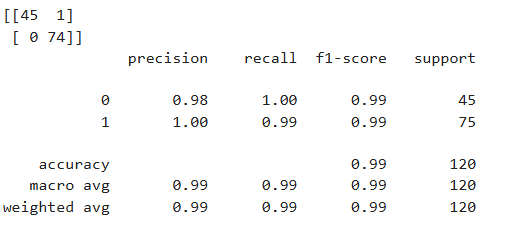 [[45 1]
[ 0 74]]
precision recall f1-score support
0 0.98 1.00 0.99 45
1 1.00 0.99 0.99 75
accuracy 0.99 120
macro avg 0.99 0.99 0.99 120
weighted avg 0.99 0.99 0.99 120